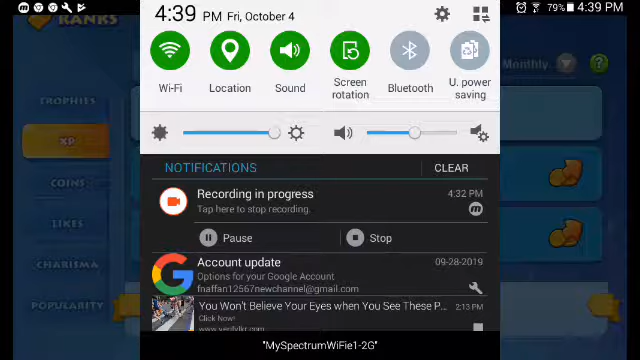 4:39 PM Fri, October 4
79% 4:39 PM
RANKS
Monthly
?
Wi-Fi
Location
Sound
Screen rotation
Bluetooth
U. power saving
TROPHIES
XP
COINS
LIKES
CHARISMA
POPULARITY
NOTIFICATIONS
CLEAR
Recording in progress
4:32 PM
Tap here to stop recording.
Pause
Stop
Account update
09-28-2019
Options for your Google Account
fnaffan12567newchannel@gmail.com
You Won't Believe Your Eyes when You See These P...
2:13 PM
Click Now!
"MySpectrumWiFie1-2G"